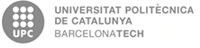 UPC
UNIVERSITAT POLITÈCNICA
DE CATALUNYA
BARCELONATECH